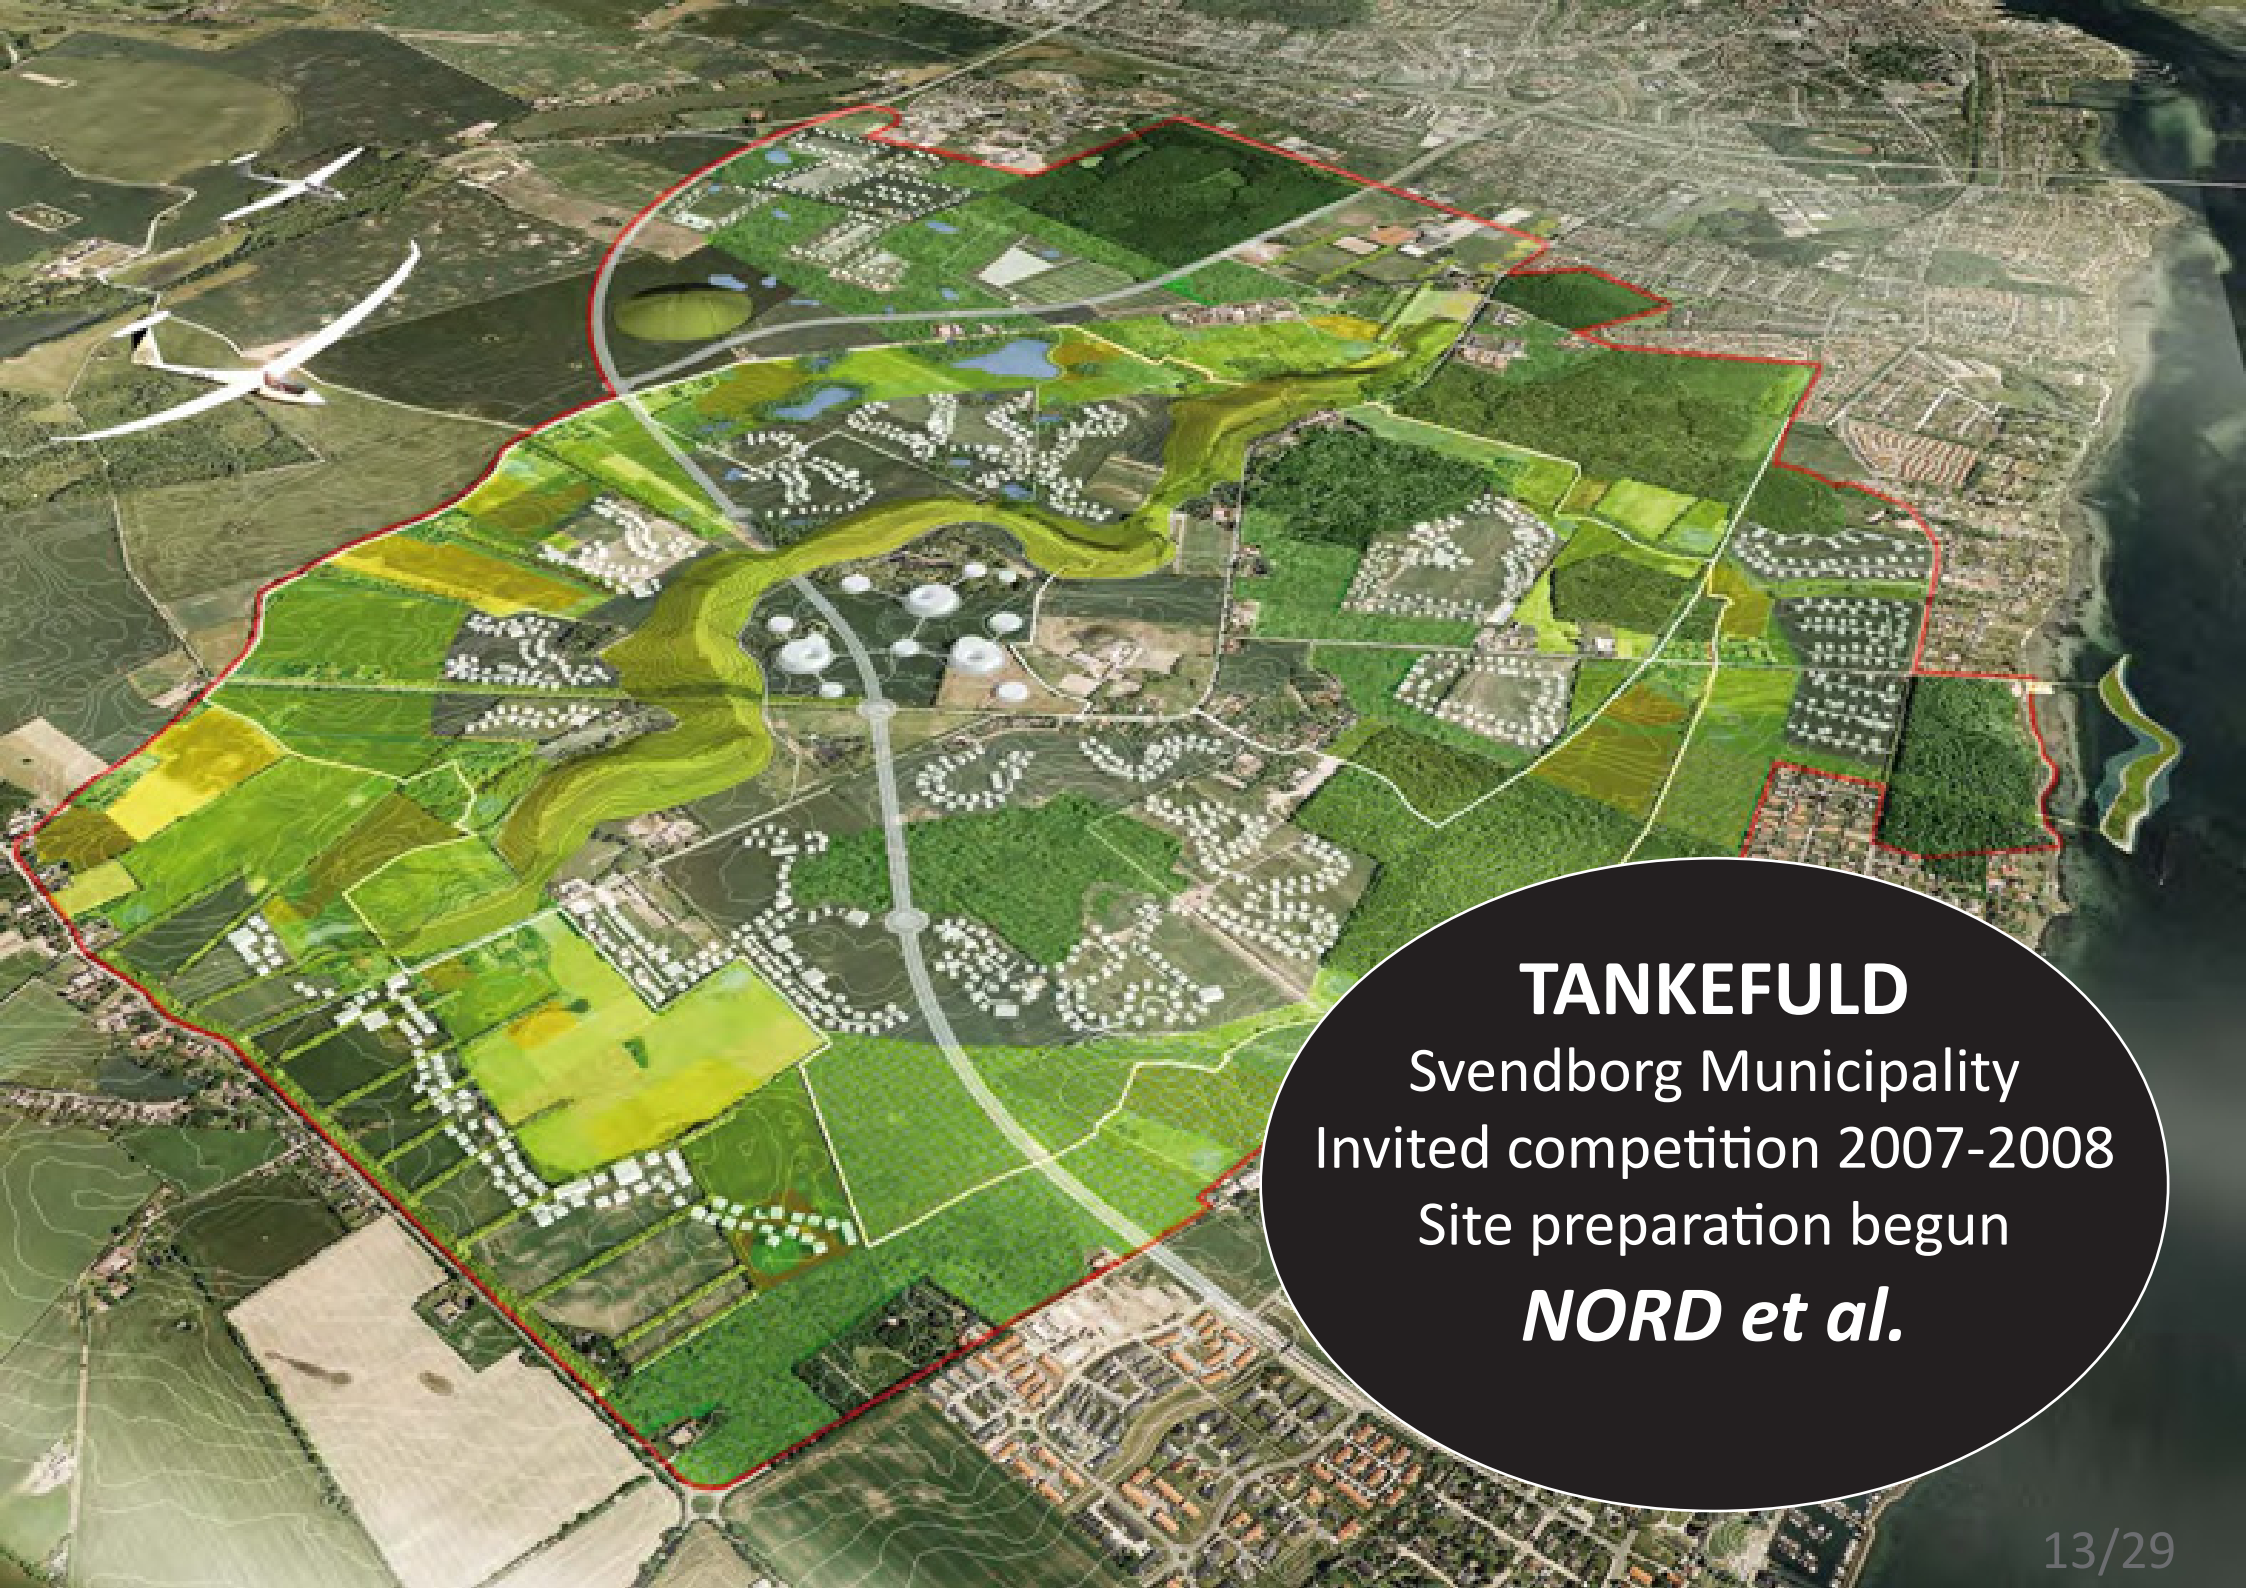 TANKEFULD
Svendborg Municipality
Invited competition 2007-2008
Site preparation begun
NORD et al.
13/29